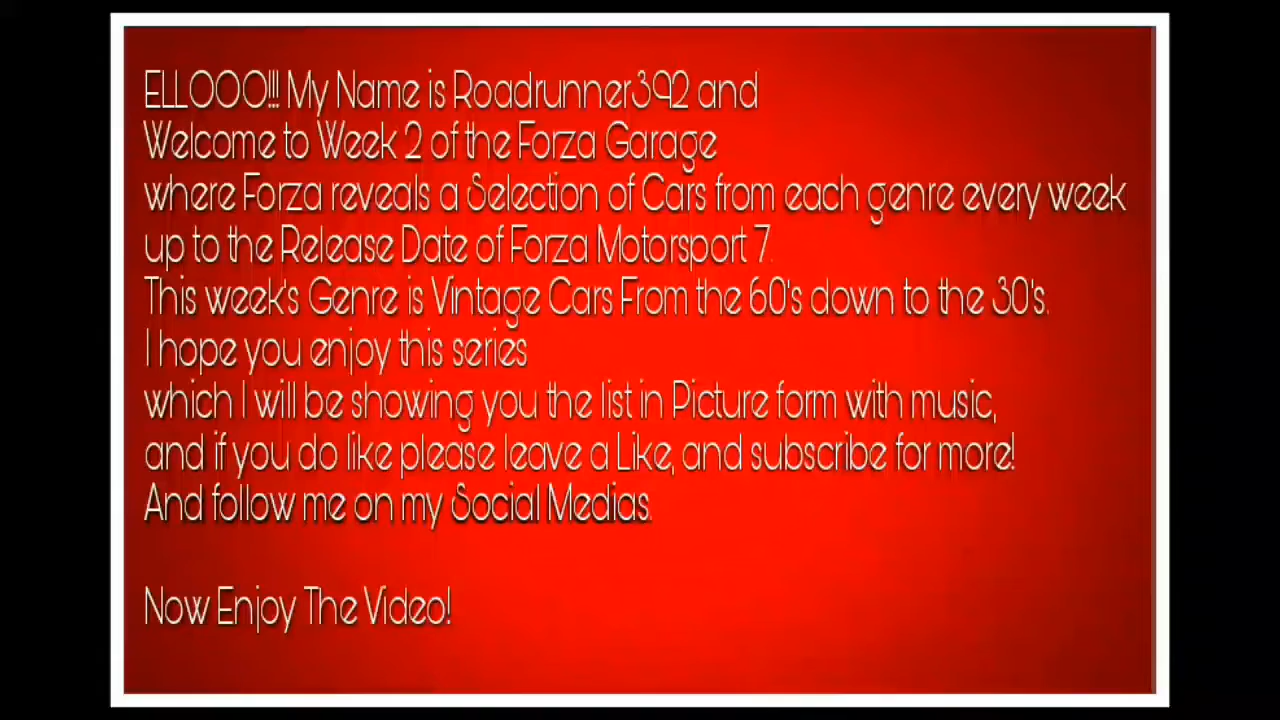 ELLOOO!!! My Name is Roadrunner392 and
Welcome to Week 2 of the Forza Garage
where Forza reveals a Selection of Cars from each genre every week
up to the Release Date of Forza Motorsport 7.
This week's Genre is Vintage Cars From the 60's down to the 30's.
I hope you enjoy this series
which I will be showing you the list in Picture form with music,
and if you do like please leave a Like, and subscribe for more!
And follow me on my Social Medias.
Now Enjoy The Video!